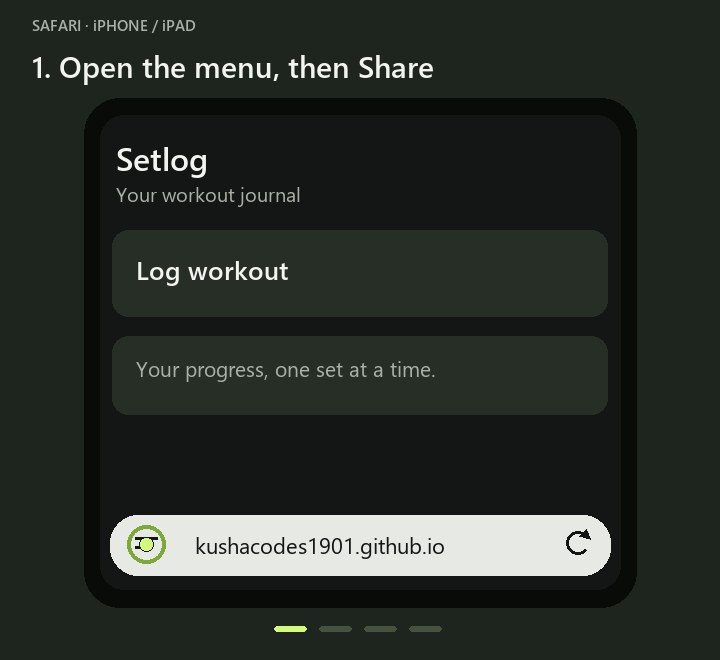 SAFARI · iPHONE / iPAD
1. Open the menu, then Share
Setlog
Your workout journal
Log workout
Your progress, one set at a time.
kushacodes1901.github.io